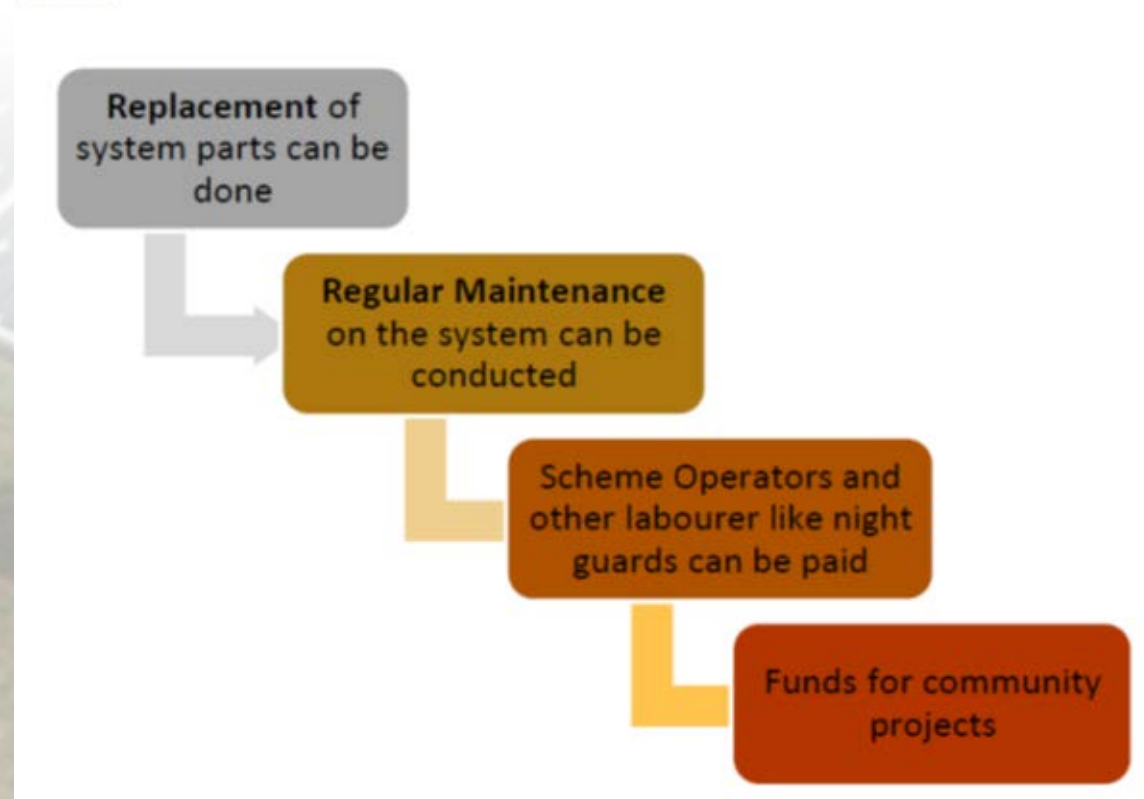 Replacement of
system parts can be
done
Regular Maintenance
on the system can be
conducted
Scheme Operators and
other labourer like night
guards can be paid
Funds for community
projects